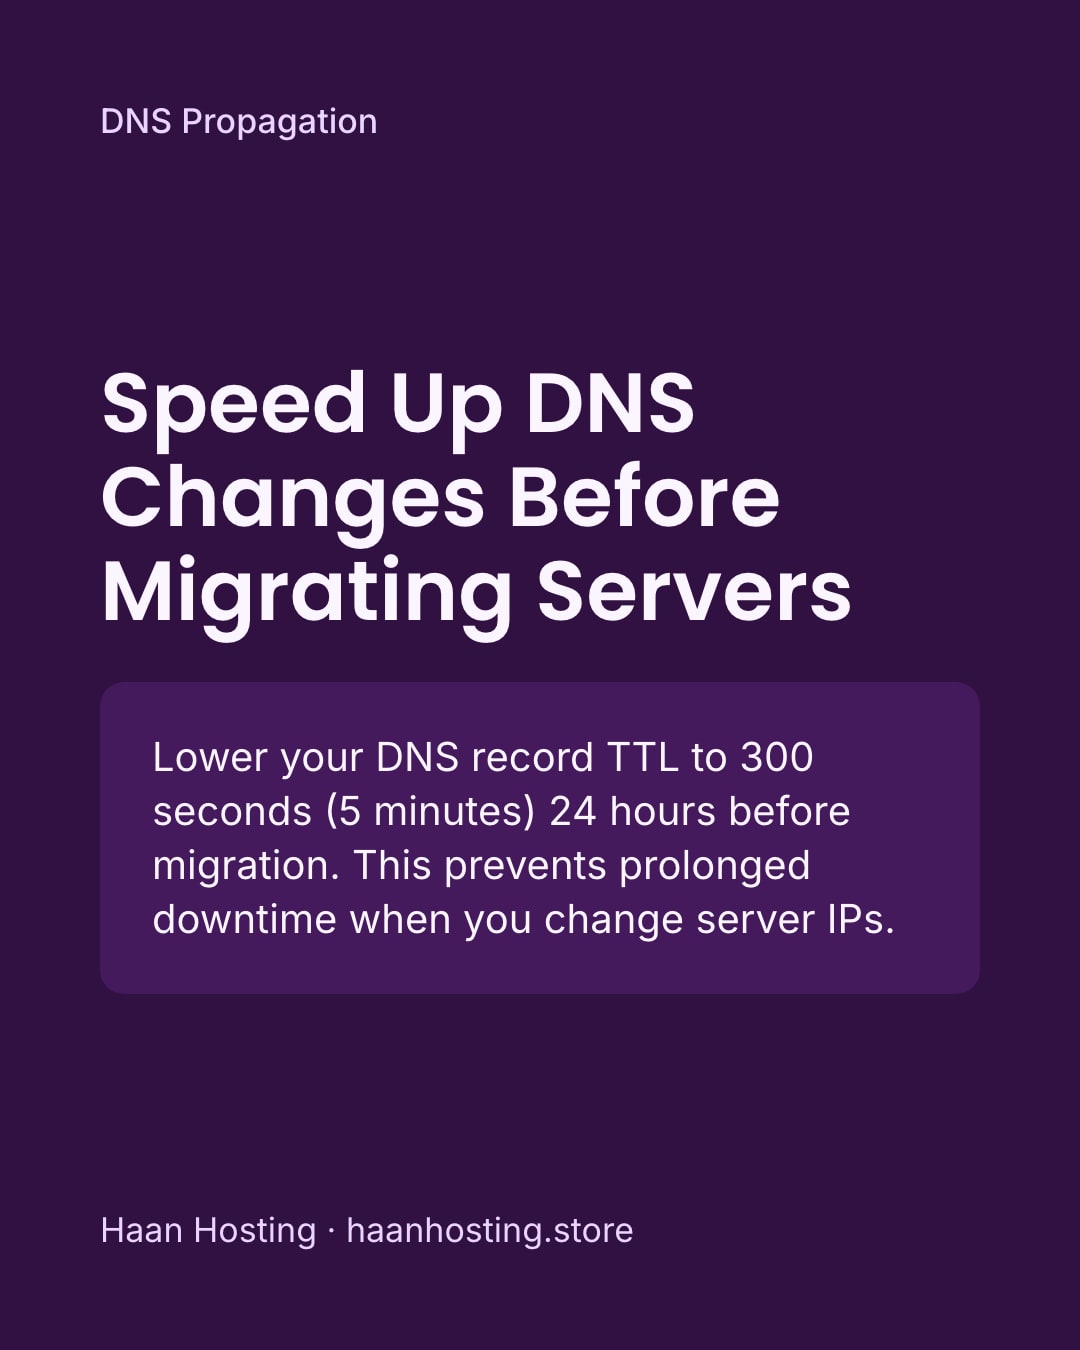 DNS Propagation
Speed Up DNS
Changes Before
Migrating Servers
Lower your DNS record TTL to 300
seconds (5 minutes) 24 hours before
migration. This prevents prolonged
downtime when you change server IPs.
Haan Hosting · haanhosting.store